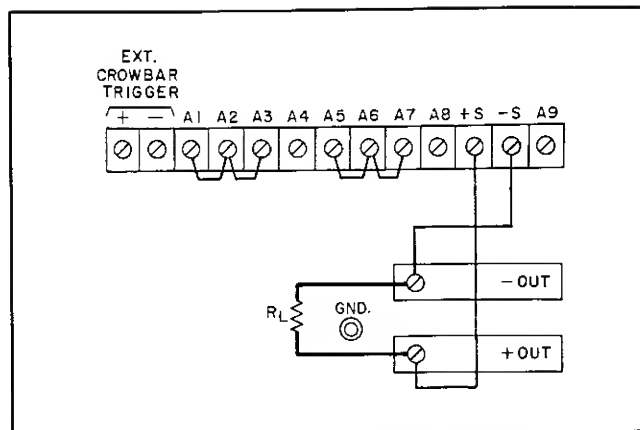 EXT.
CROWBAR
TRIGGER
+ − A1 A2 A3 A4 A5 A6 A7 A8 +S −S A9
− OUT
RL
GND.
+ OUT